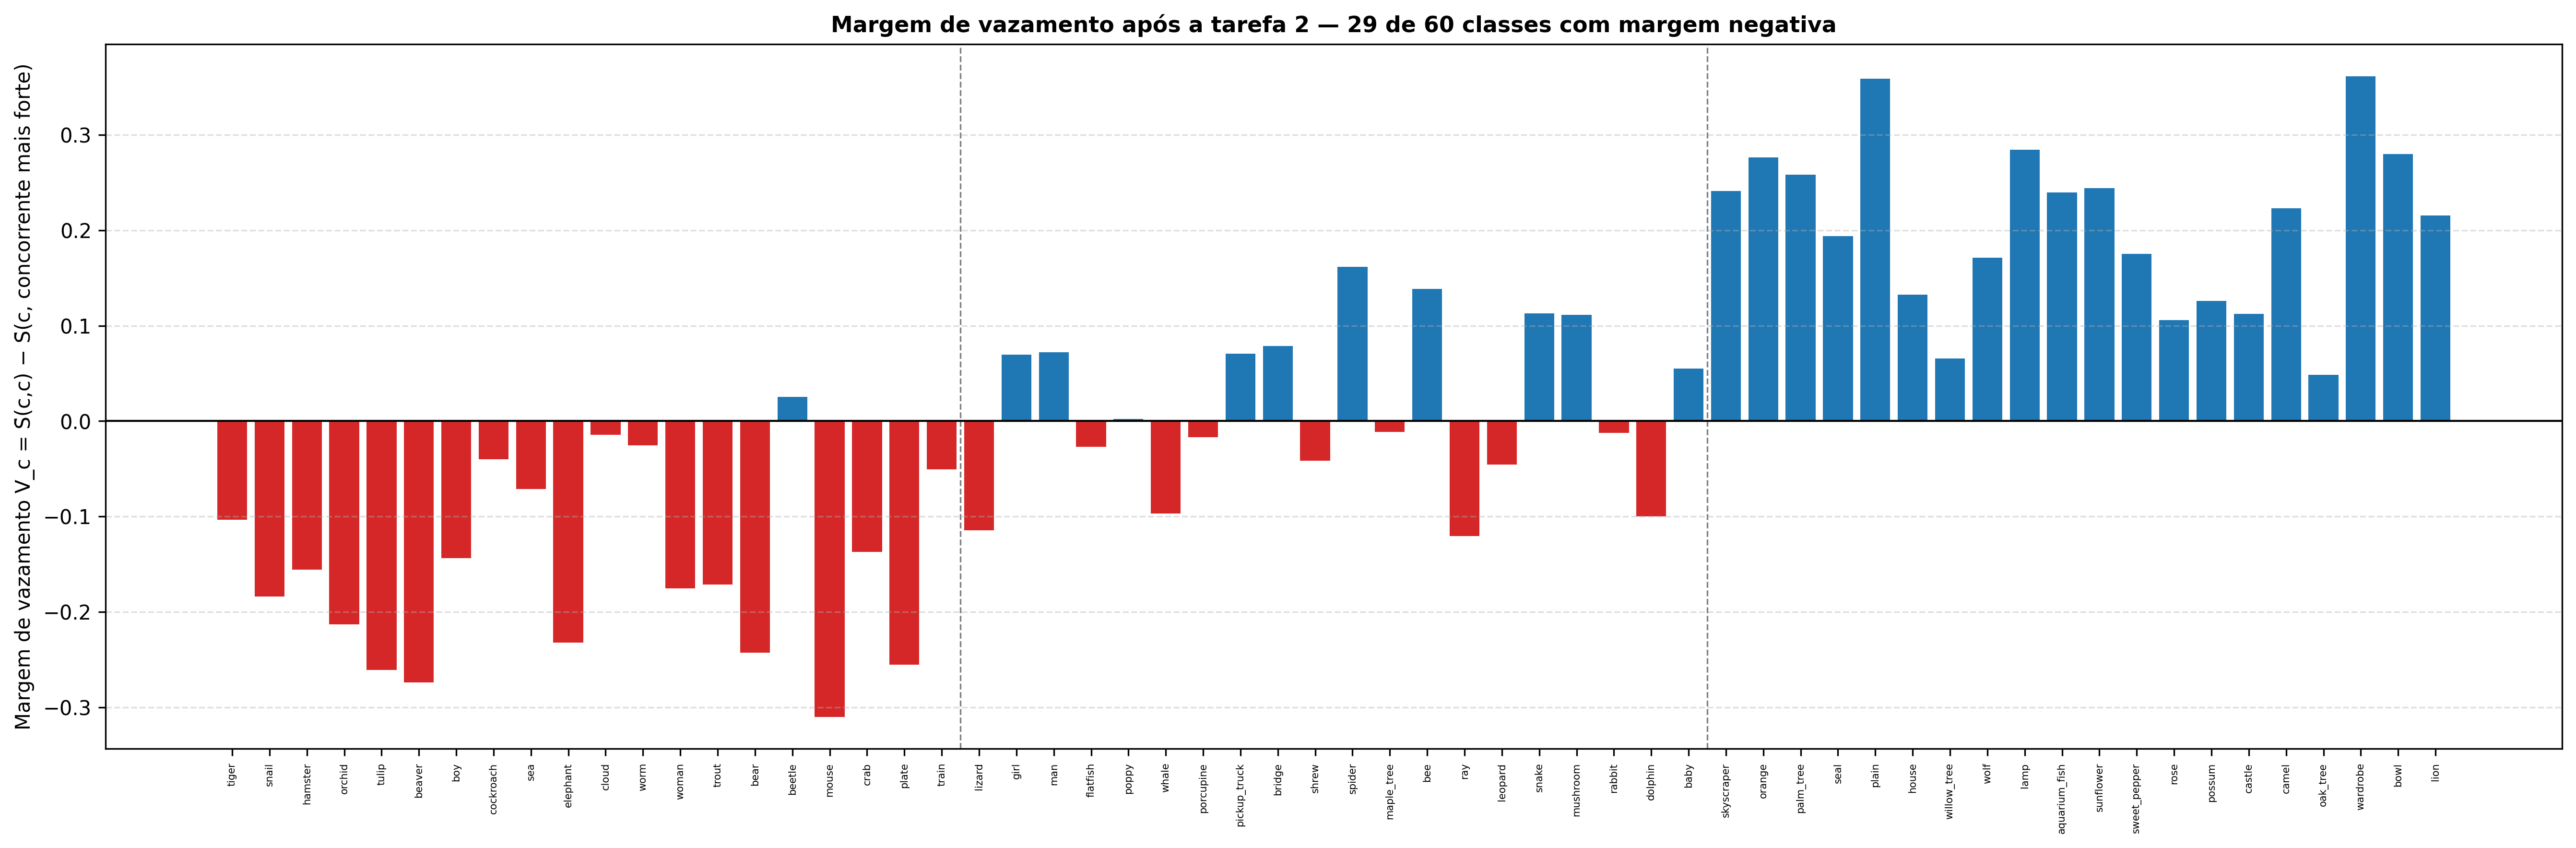 Margem de vazamento após a tarefa 2 — 29 de 60 classes com margem negativa
Margem de vazamento V_c = S(c,c) − S(c, concorrente mais forte)
0.3
0.2
0.1
0.0
−0.1
−0.2
−0.3
tiger
snail
hamster
orchid
tulip
beaver
boy
cockroach
sea
elephant
cloud
worm
woman
trout
bear
beetle
mouse
crab
plate
train
lizard
girl
man
flatfish
poppy
whale
porcupine
pickup_truck
bridge
shrew
spider
maple_tree
bee
ray
leopard
snake
mushroom
rabbit
dolphin
baby
skyscraper
orange
palm_tree
seal
plain
house
willow_tree
wolf
lamp
aquarium_fish
sunflower
sweet_pepper
rose
possum
castle
camel
oak_tree
wardrobe
bowl
lion